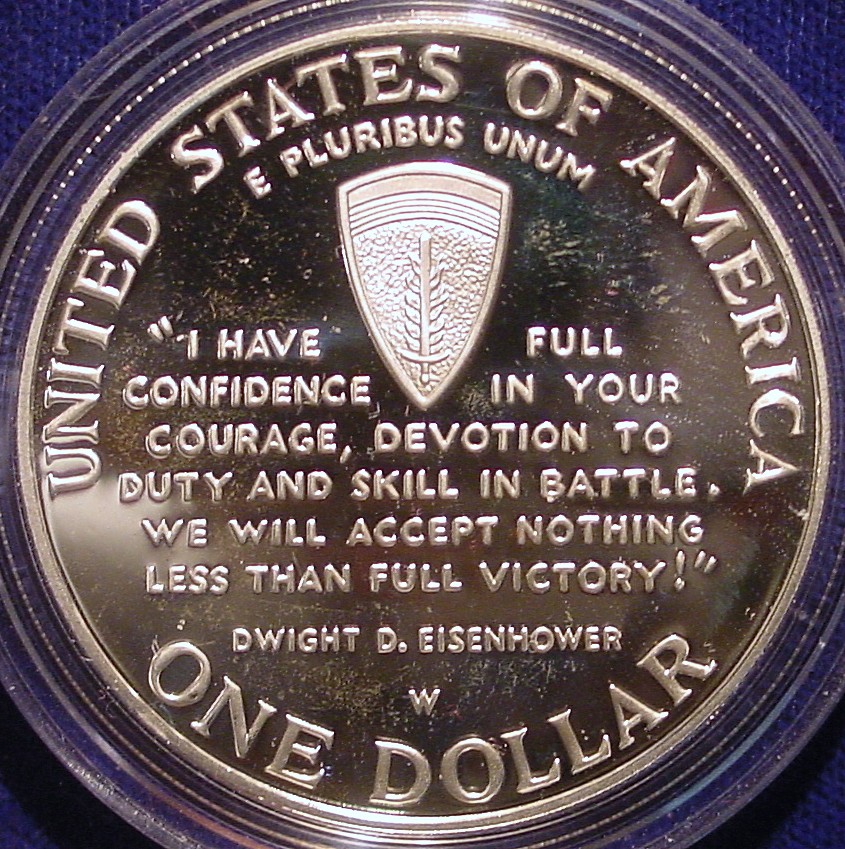 UNITED STATES OF AMERICA
E PLURIBUS UNUM
"I HAVE FULL
CONFIDENCE IN YOUR
COURAGE, DEVOTION TO
DUTY AND SKILL IN BATTLE.
WE WILL ACCEPT NOTHING
LESS THAN FULL VICTORY!"
DWIGHT D. EISENHOWER
W
ONE DOLLAR